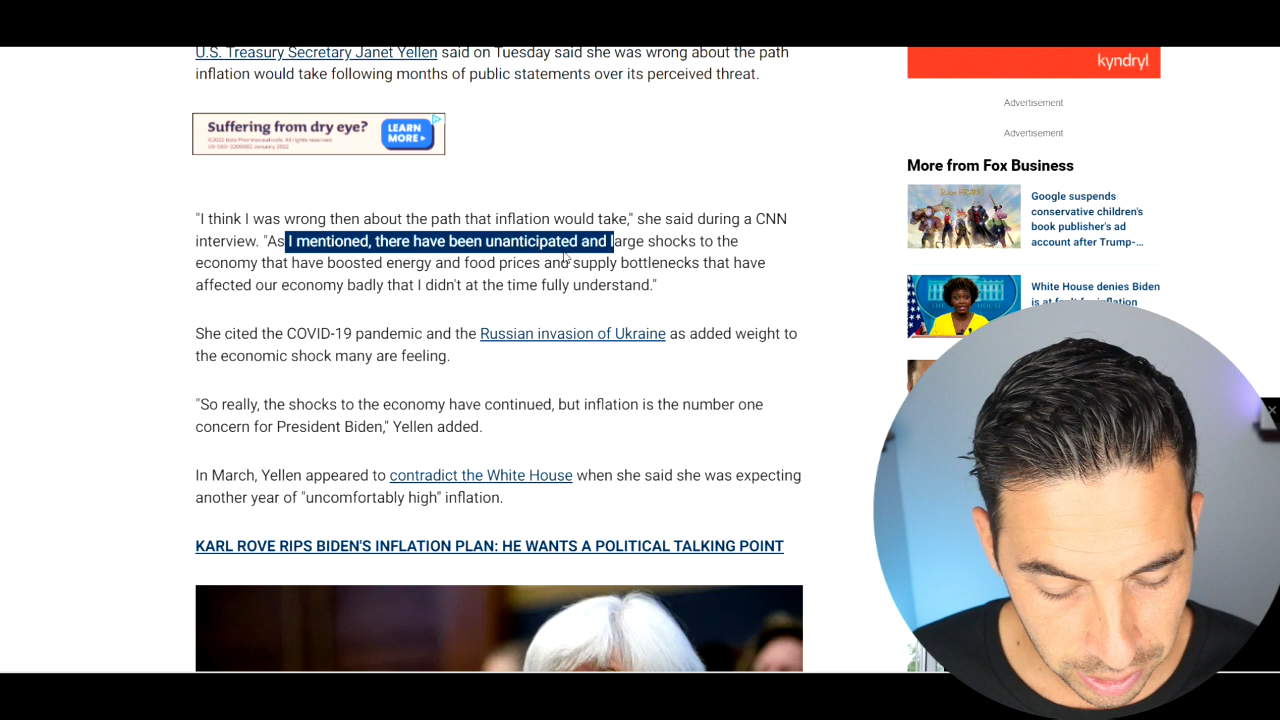 U.S. Treasury Secretary Janet Yellen said on Tuesday said she was wrong about the path
inflation would take following months of public statements over its perceived threat.
kyndryl
Advertisement
Advertisement
Suffering from dry eye?
LEARN
MORE
More from Fox Business
Google suspends
conservative children's
book publisher's ad
account after Trump-...
White House denies Biden
"I think I was wrong then about the path that inflation would take," she said during a CNN
interview. "As I mentioned, there have been unanticipated and large shocks to the
economy that have boosted energy and food prices and supply bottlenecks that have
affected our economy badly that I didn't at the time fully understand."
She cited the COVID-19 pandemic and the Russian invasion of Ukraine as added weight to
the economic shock many are feeling.
"So really, the shocks to the economy have continued, but inflation is the number one
concern for President Biden," Yellen added.
In March, Yellen appeared to contradict the White House when she said she was expecting
another year of "uncomfortably high" inflation.
KARL ROVE RIPS BIDEN'S INFLATION PLAN: HE WANTS A POLITICAL TALKING POINT